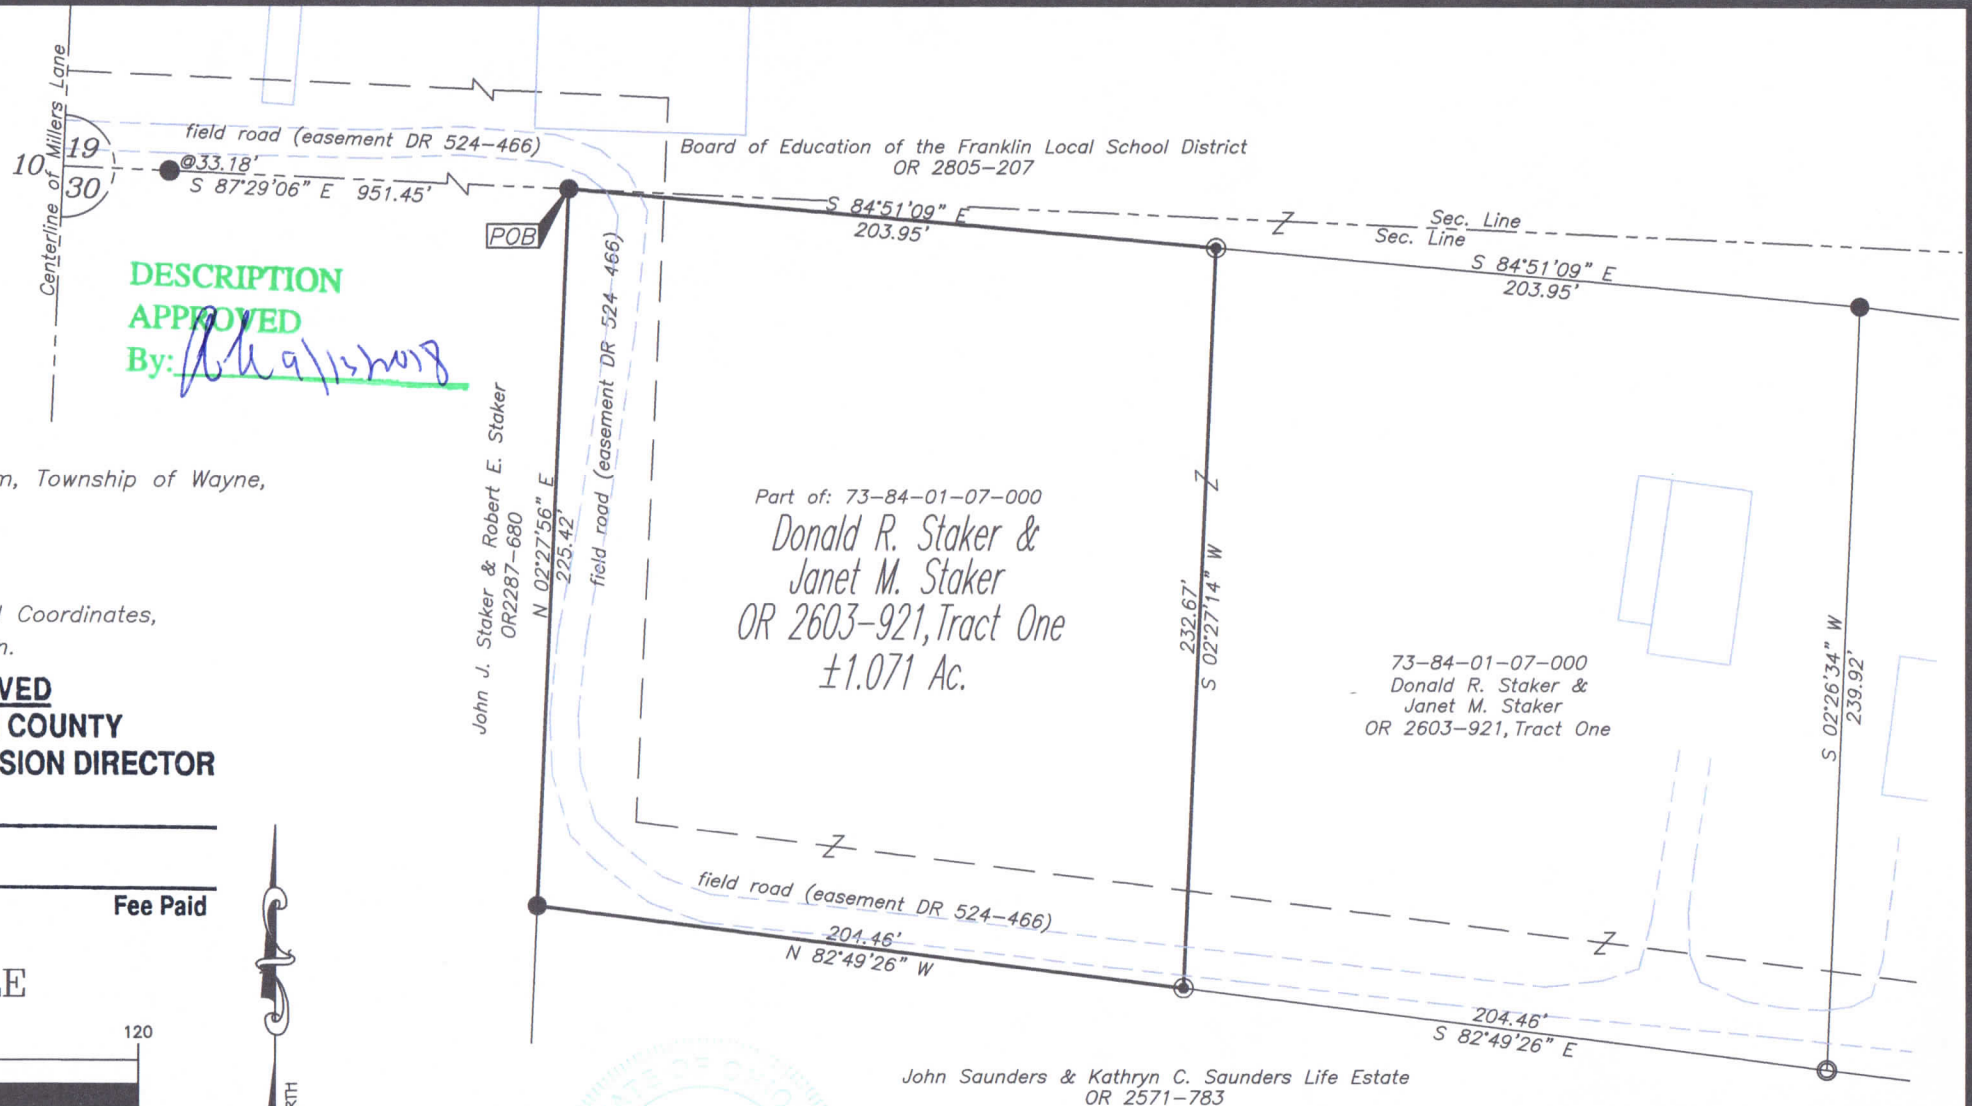 Centerline of Millers Lane
10
19
30
field road (easement DR 524-466)
@33.18'
S 87°29'06" E 951.45'
POB
Board of Education of the Franklin Local School District
OR 2805-207
S 84°51'09" E
203.95'
Sec. Line
Sec. Line
S 84°51'09" E
203.95'
DESCRIPTION
APPROVED
By:
John J. Staker & Robert E. Staker
OR2287-680
N 02°27'56" E
225.42'
field road (easement DR 524-466)
Part of: 73-84-01-07-000
Donald R. Staker &
Janet M. Staker
OR 2603-921, Tract One
±1.071 Ac.
232.67'
S 02°27'14" W
73-84-01-07-000
Donald R. Staker &
Janet M. Staker
OR 2603-921, Tract One
S 02°26'34" W
239.92'
Township of Wayne,
Coordinates,
COUNTY
DIRECTOR
Fee Paid
120
field road (easement DR 524-466)
204.46'
N 82°49'26" W
204.46'
S 82°49'26" E
John Saunders & Kathryn C. Saunders Life Estate
OR 2571-783
STATE OF OHIO